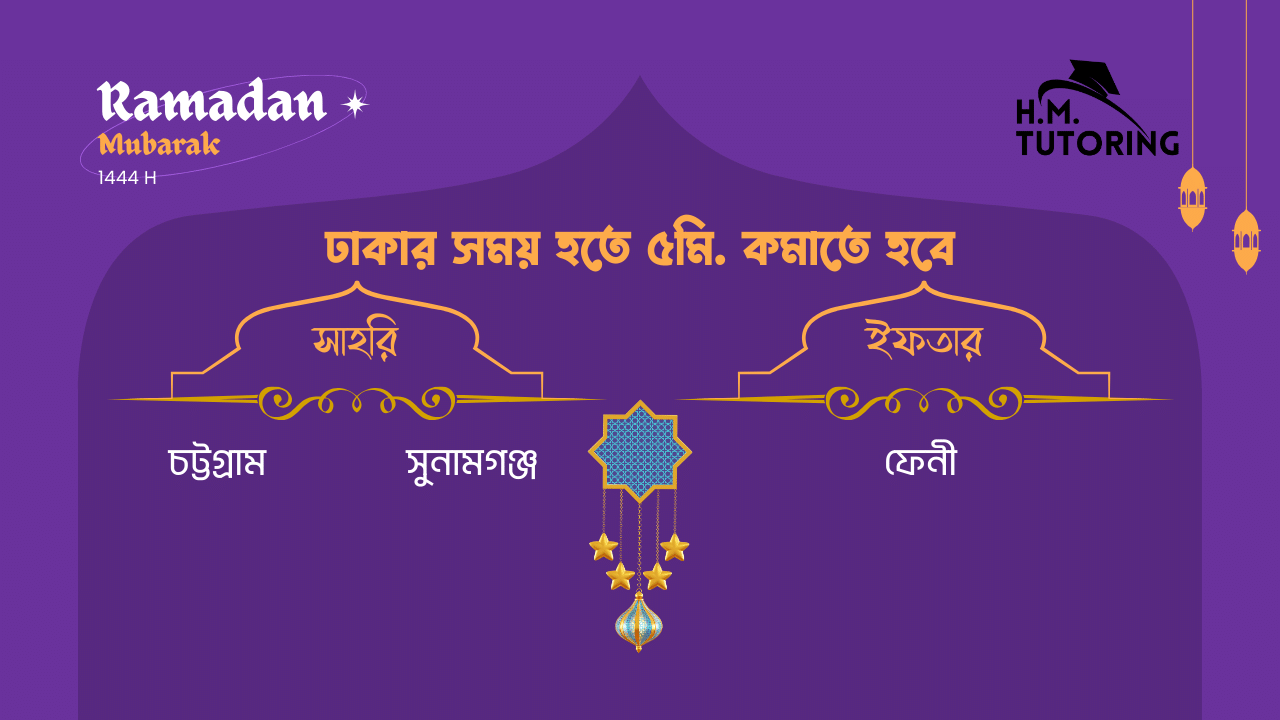 Ramadan
Mubarak
1444 H
H.M.
TUTORING
ঢাকার সময় হতে ৫মি. কমাতে হবে
সাহরি
ইফতার
চট্টগ্রাম
সুনামগঞ্জ
ফেনী